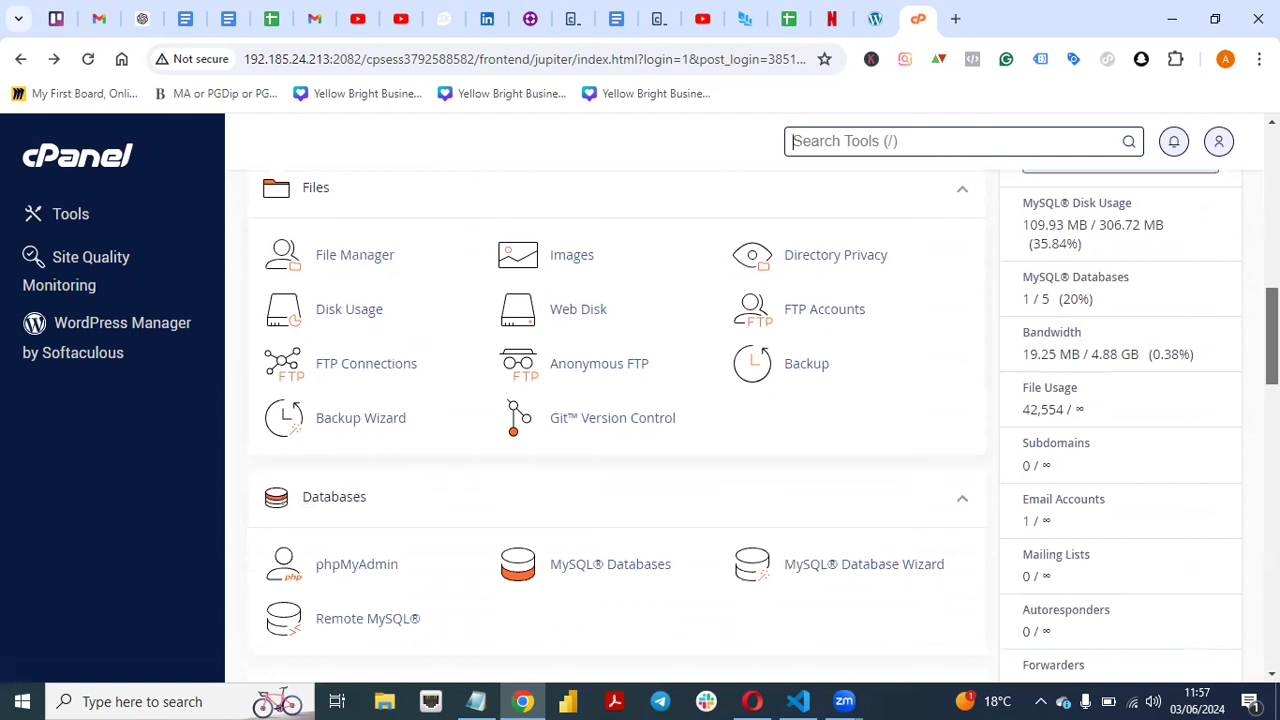 Not secure
192.185.24.213:2082/cpsess3792588582/frontend/jupiter/index.html?login=1&post_login=3851...
My First Board, Onli...
MA or PGDip or PG...
Yellow Bright Busine...
Yellow Bright Busine...
Yellow Bright Busine...
cPanel
Search Tools (/)
Tools
Site Quality
Monitoring
WordPress Manager
by Softaculous
Files
File Manager
Images
Directory Privacy
Disk Usage
Web Disk
FTP Accounts
FTP Connections
Anonymous FTP
Backup
Backup Wizard
Git™ Version Control
Databases
phpMyAdmin
MySQL® Databases
MySQL® Database Wizard
Remote MySQL®
MySQL® Disk Usage
109.93 MB / 306.72 MB
(35.84%)
MySQL® Databases
1 / 5 (20%)
Bandwidth
19.25 MB / 4.88 GB (0.38%)
File Usage
42,554 / ∞
Subdomains
0 / ∞
Email Accounts
1 / ∞
Mailing Lists
0 / ∞
Autoresponders
0 / ∞
Forwarders
Type here to search
18°C
11:57
03/06/2024